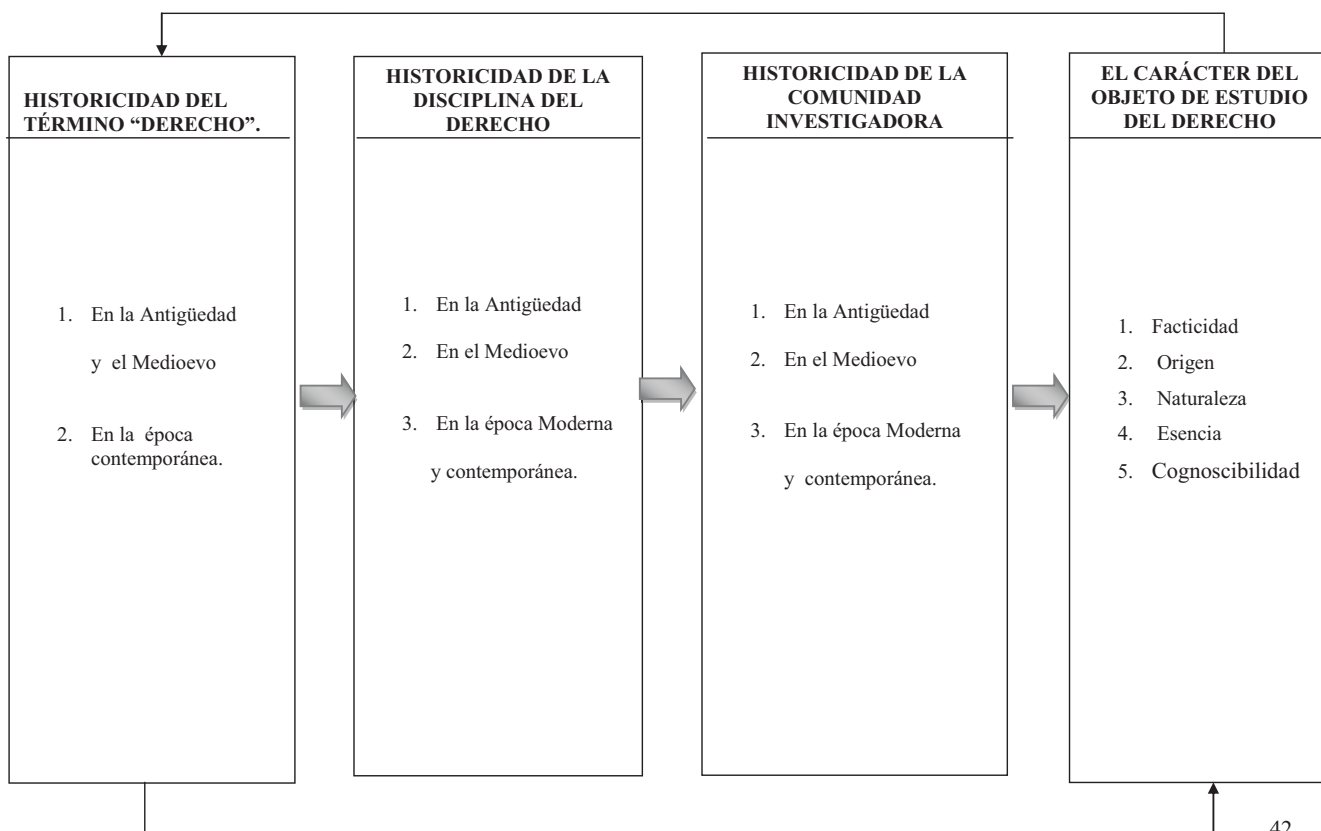 HISTORICIDAD DEL
TÉRMINO “DERECHO”.
1. En la Antigüedad
y el Medioevo
2. En la época
contemporánea.
HISTORICIDAD DE LA
DISCIPLINA DEL
DERECHO
1. En la Antigüedad
2. En el Medioevo
3. En la época Moderna
y contemporánea.
HISTORICIDAD DE LA
COMUNIDAD
INVESTIGADORA
1. En la Antigüedad
2. En el Medioevo
3. En la época Moderna
y contemporánea.
EL CARÁCTER DEL
OBJETO DE ESTUDIO
DEL DERECHO
1. Facticidad
2. Origen
3. Naturaleza
4. Esencia
5. Cognoscibilidad
42